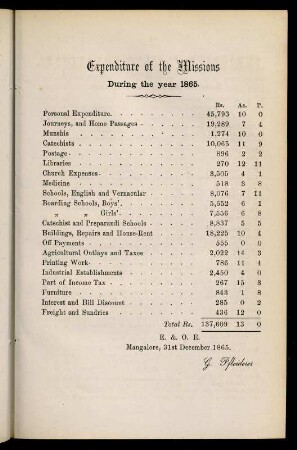 Expenditure of the Missions
During the year 1865.
Rs. As. P.
Personal Expenditure. 45,793 10 0
Journeys, and Home Passages 19,289 7 4
Munshis 1,274 10 0
Catechists 10,065 11 9
Postage 896 2 2
Libraries 270 12 11
Church Expenses 3,505 4 1
Medicine 518 3 8
Schools, English and Vernacular 8,076 7 11
Boarding Schools, Boys'. 5,652 6 1
„ „ Girls'. 7,556 6 8
Catechist and Preparandi Schools 8,837 5 5
Buildings, Repairs and House-Rent 18,225 10 4
Off Payments 555 0 0
Agricultural Outlays and Taxes 2,022 14 3
Printing Work 786 11 4
Industrial Establishments 2,450 4 0
Part of Income Tax 267 15 3
Furniture 843 1 8
Interest and Bill Discount 285 0 2
Freight and Sundries 436 12 0
Total Rs. 137,609 13 0
E. & O. E.
Mangalore, 31st December 1865.
G. Pfleiderer